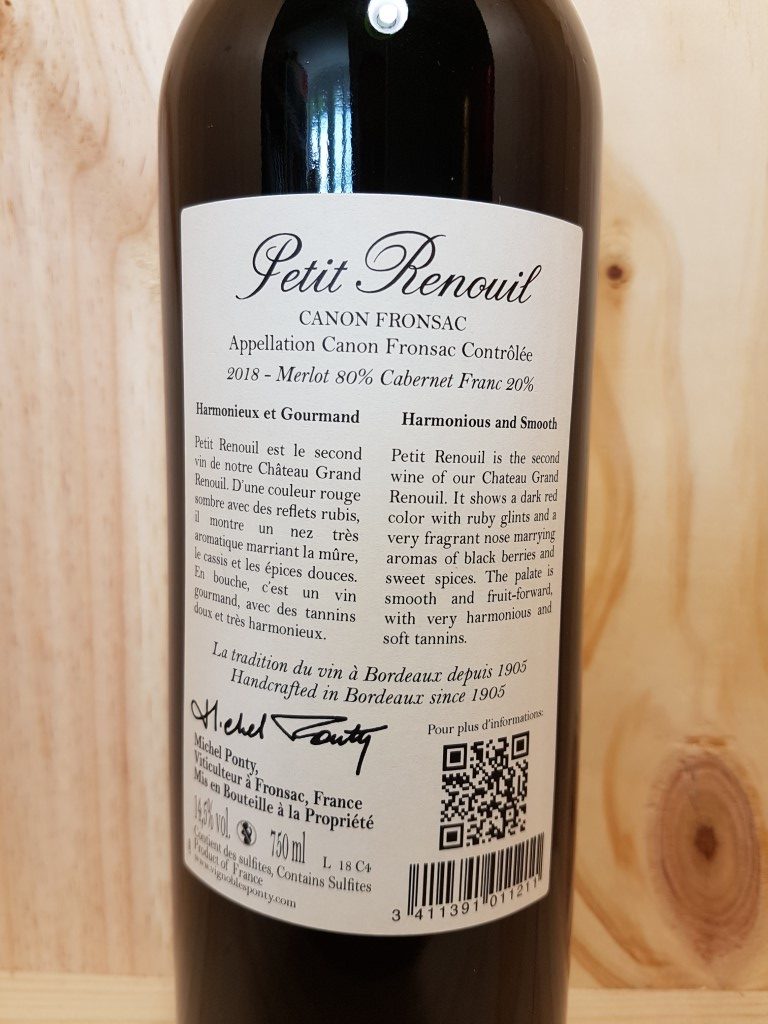 Petit Renouil
CANON FRONSAC
Appellation Canon Fronsac Contrôlée
2018 - Merlot 80% Cabernet Franc 20%
Harmonieux et Gourmand
Petit Renouil est le second
vin de notre Château Grand
Renouil. D'une couleur rouge
sombre avec des reflets rubis,
il montre un nez très
aromatique marriant la mûre,
le cassis et les épices douces.
En bouche, c'est un vin
gourmand, avec des tannins
doux et très harmonieux.
Harmonious and Smooth
Petit Renouil is the second
wine of our Chateau Grand
Renouil. It shows a dark red
color with ruby glints and a
very fragrant nose marrying
aromas of black berries and
sweet spices. The palate is
smooth and fruit-forward,
with very harmonious and
soft tannins.
La tradition du vin à Bordeaux depuis 1905
Handcrafted in Bordeaux since 1905
Michel Ponty
Michel Ponty,
Viticulteur à Fronsac, France
Mis en Bouteille à la Propriété
14,5% vol. 750 ml L 18 C4
Contient des sulfites, Contains Sulfites
Product of France
www.vignoblesponty.com
Pour plus d'informations:
3 411391 011211